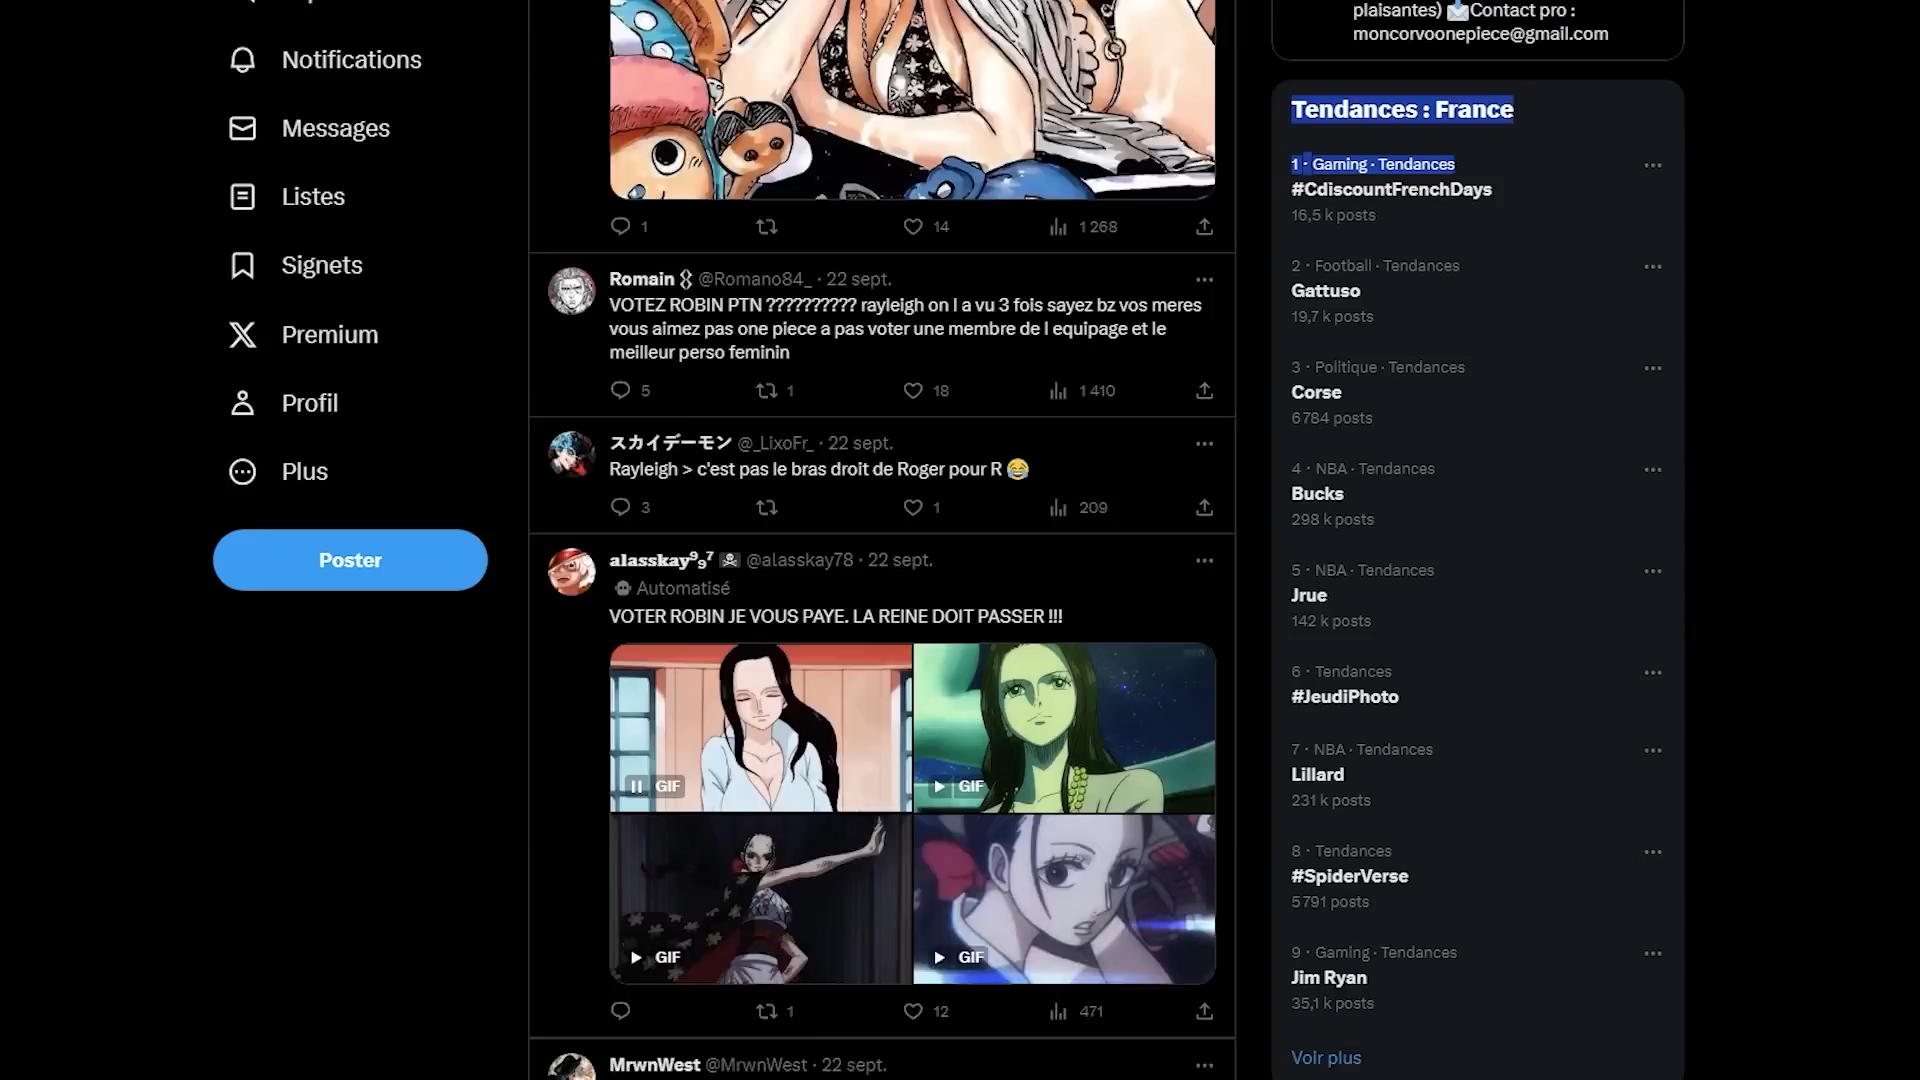 Notifications
Messages
Listes
Signets
Premium
Profil
Plus
Poster
1
14
1 268
Romain @Romano84_ · 22 sept.
VOTEZ ROBIN PTN ?????????? rayleigh on l a vu 3 fois sayez bz vos meres
vous aimez pas one piece a pas voter une membre de l equipage et le
meilleur perso feminin
5
1
18
1 410
スカイデーモン @_LixoFr_ · 22 sept.
Rayleigh > c'est pas le bras droit de Roger pour R 😂
3
1
209
alasskay⁹₉⁷ @alasskay78 · 22 sept.
Automatisé
VOTER ROBIN JE VOUS PAYE. LA REINE DOIT PASSER !!!
GIF
GIF
GIF
GIF
1
12
471
MrwnWest @MrwnWest · 22 sept.
plaisantes) 📩Contact pro :
moncorvoonepiece@gmail.com
Tendances : France
1 · Gaming · Tendances
#CdiscountFrenchDays
16,5 k posts
2 · Football · Tendances
Gattuso
19,7 k posts
3 · Politique · Tendances
Corse
6 784 posts
4 · NBA · Tendances
Bucks
298 k posts
5 · NBA · Tendances
Jrue
142 k posts
6 · Tendances
#JeudiPhoto
7 · NBA · Tendances
Lillard
231 k posts
8 · Tendances
#SpiderVerse
5 791 posts
9 · Gaming · Tendances
Jim Ryan
35,1 k posts
Voir plus